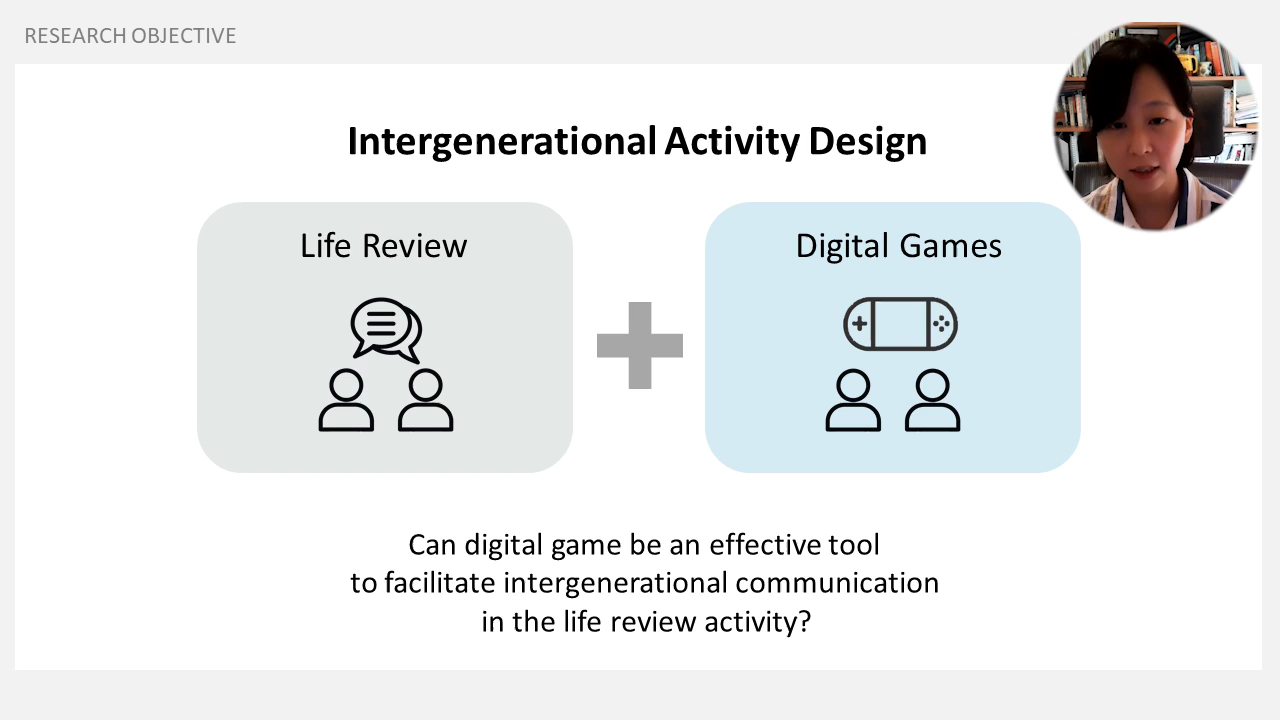 RESEARCH OBJECTIVE
Intergenerational Activity Design
Life Review
Digital Games
Can digital game be an effective tool
to facilitate intergenerational communication
in the life review activity?